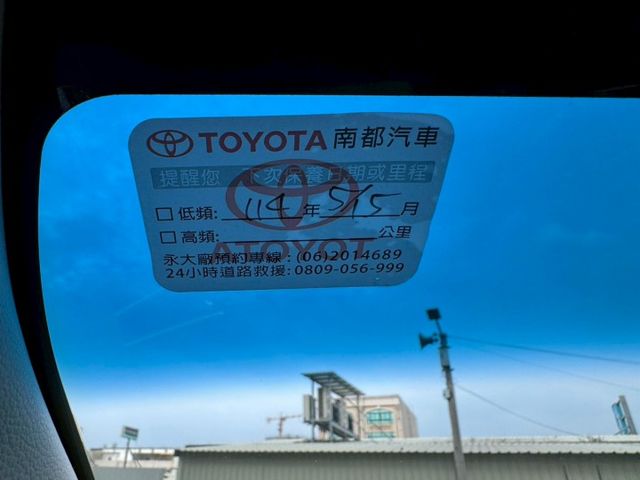 TOYOTA 南都汽車
提醒您 下次保養日期或里程
□ 低頻: 114 年 5/15 月
□ 高頻: 公里
永大廠預約專線 : (06)2014689
24小時道路救援: 0809-056-999